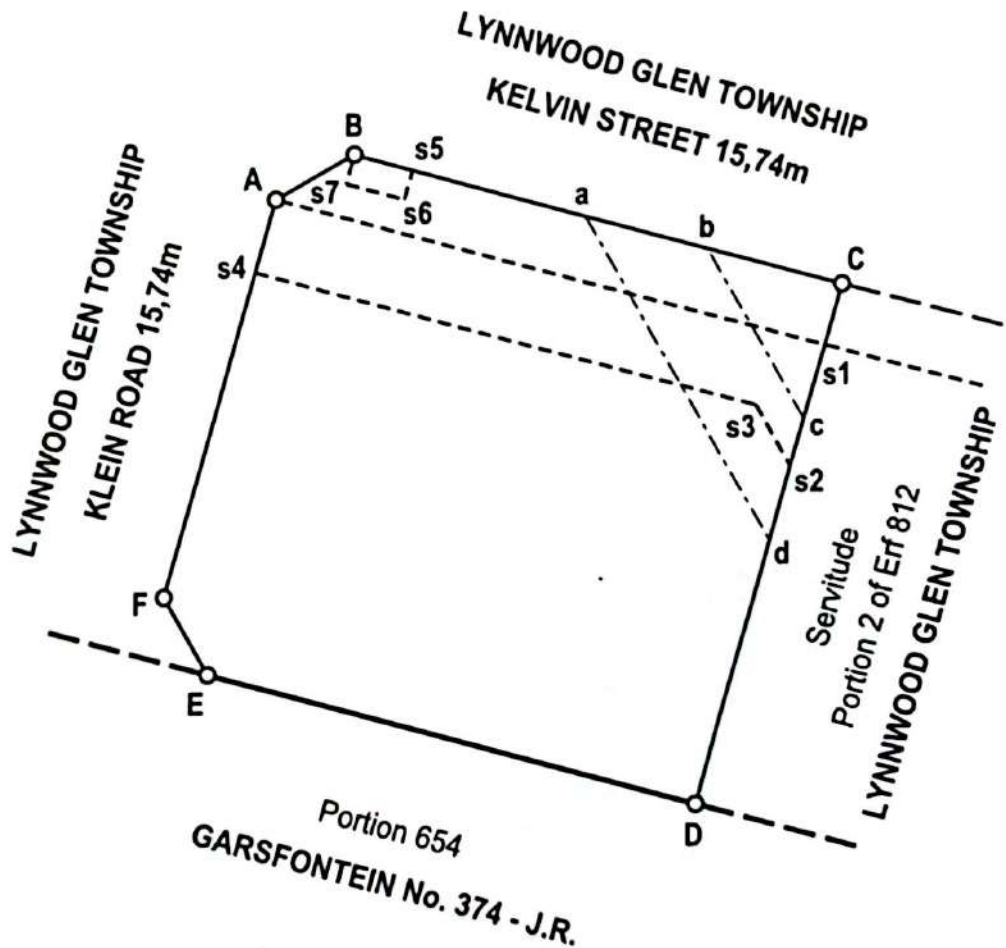 LYNNWOOD GLEN TOWNSHIP
KELVIN STREET 15,74m
B
s5
A
s7
s6
a
b
C
s4
s1
LYNNWOOD GLEN TOWNSHIP
KLEIN ROAD 15,74m
s3
c
s2
d
Servitude
Portion 2 of Erf 812
LYNNWOOD GLEN TOWNSHIP
F
E
D
Portion 654
GARSFONTEIN No. 374 - J.R.